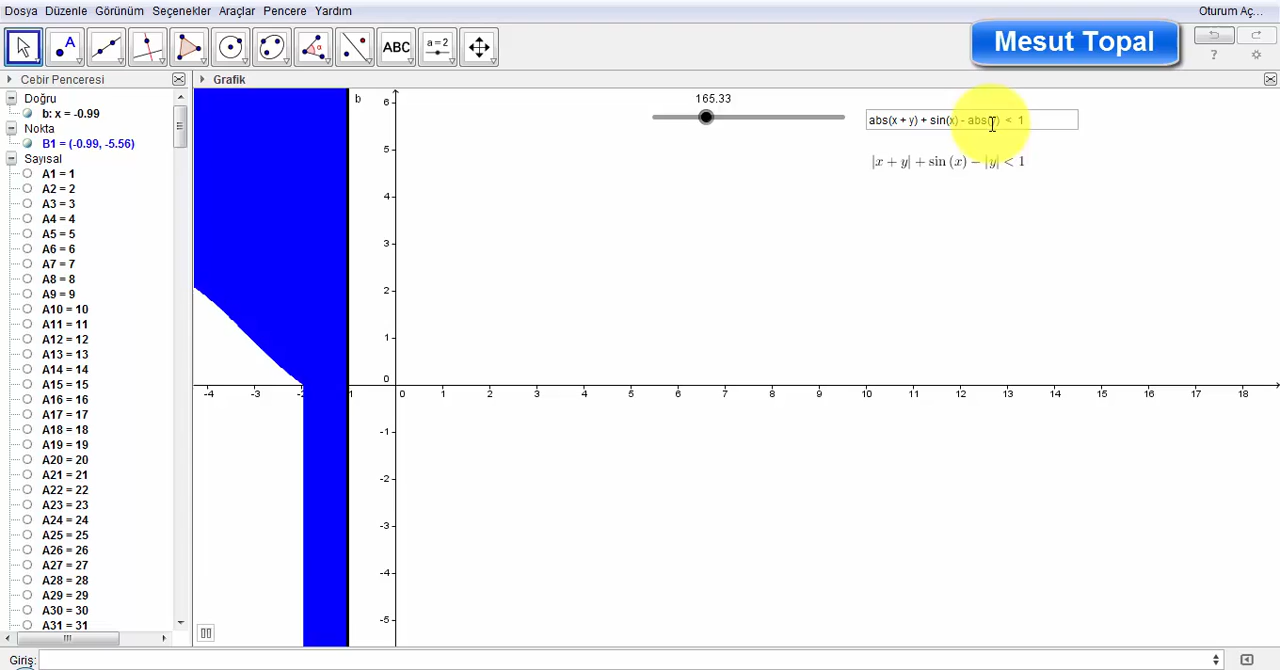 Dosya Düzenle Görünüm Seçenekler Araçlar Pencere Yardım Oturum Aç...
ABC a=2 Mesut Topal
Cebir Penceresi Grafik
Doğru
b: x = -0.99
Nokta
B1 = (-0.99, -5.56)
Sayısal
A1 = 1
A2 = 2
A3 = 3
A4 = 4
A5 = 5
A6 = 6
A7 = 7
A8 = 8
A9 = 9
A10 = 10
A11 = 11
A12 = 12
A13 = 13
A14 = 14
A15 = 15
A16 = 16
A17 = 17
A18 = 18
A19 = 19
A20 = 20
A21 = 21
A22 = 22
A23 = 23
A24 = 24
A25 = 25
A26 = 26
A27 = 27
A28 = 28
A29 = 29
A30 = 30
A31 = 31
b
165.33
abs(x + y) + sin(x) - abs(y) < 1
|x + y| + sin (x) − |y| < 1
6
5
4
3
2
1
0
-4 -3 -2 1 0 1 2 3 4 5 6 7 8 9 10 11 12 13 14 15 16 17 18
-1
-2
-3
-4
-5
Giriş: